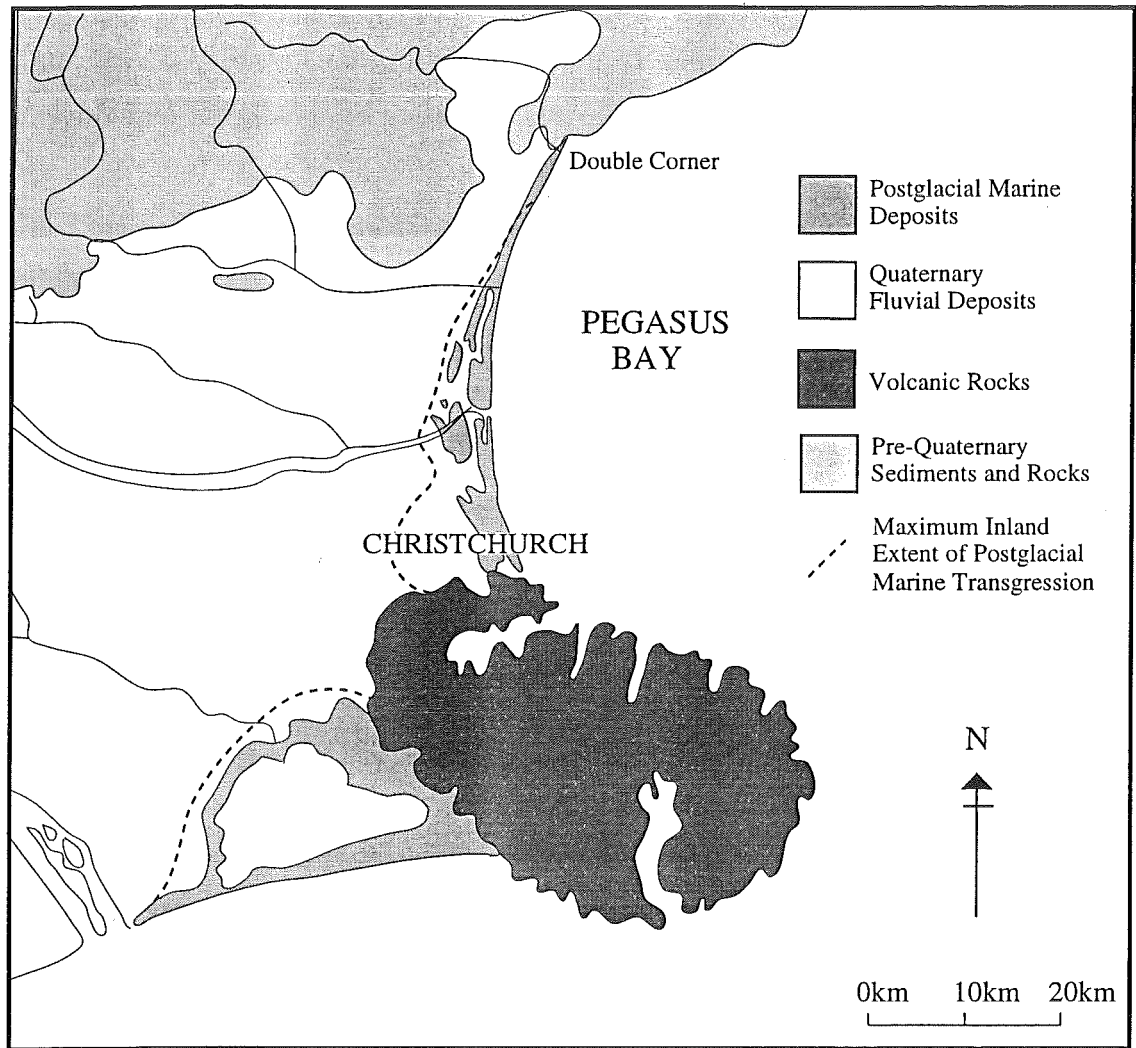 Double Corner
PEGASUS
BAY
CHRISTCHURCH
Postglacial Marine
Deposits
Quaternary
Fluvial Deposits
Volcanic Rocks
Pre-Quaternary
Sediments and Rocks
Maximum Inland
Extent of Postglacial
Marine Transgression
N
0km 10km 20km